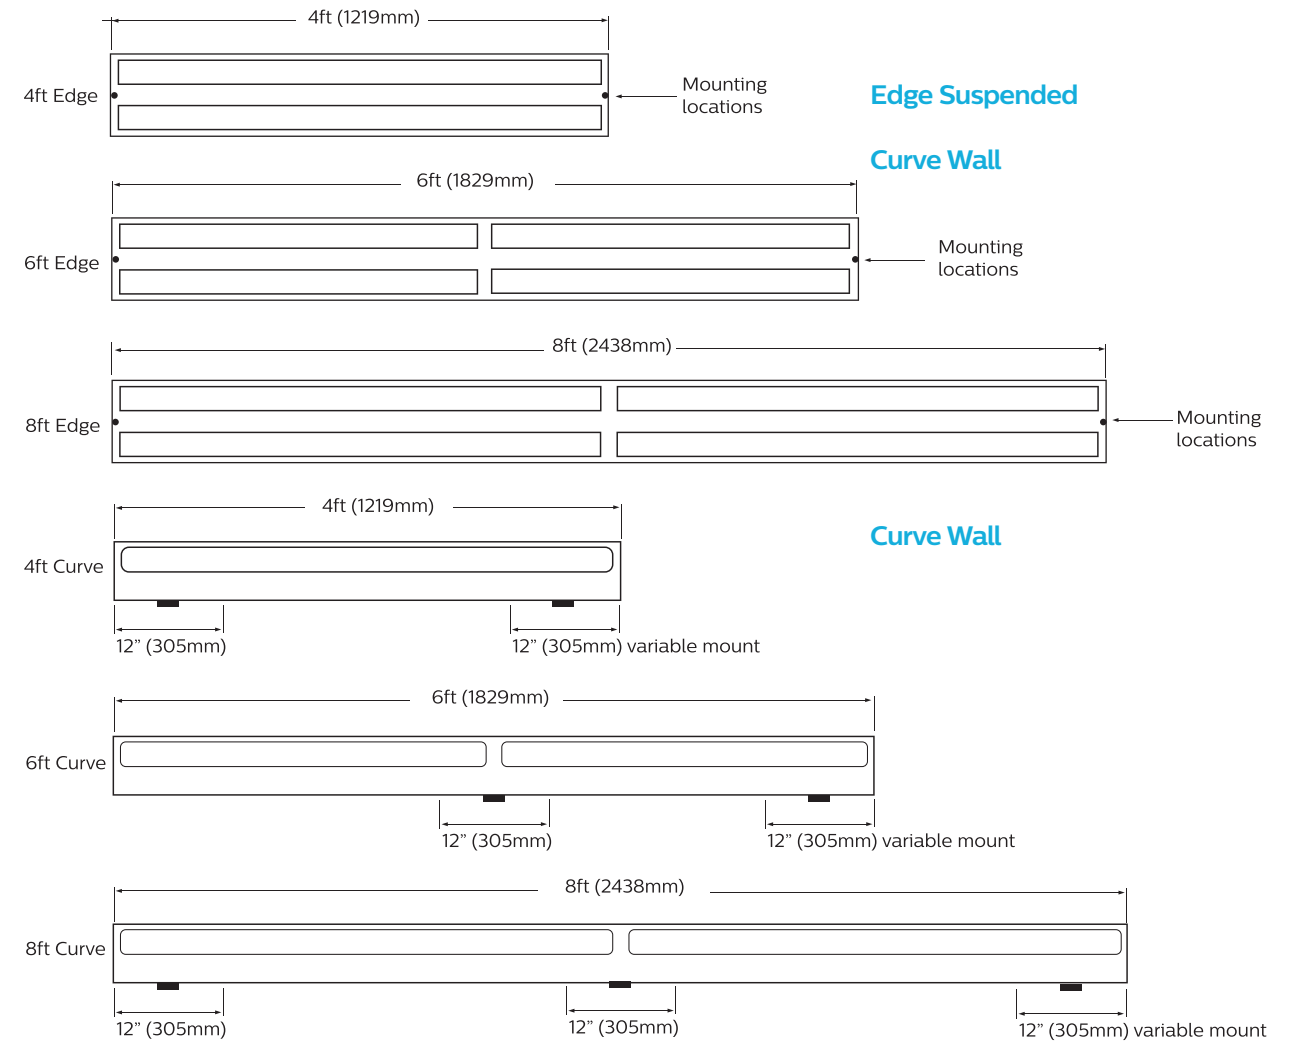 4ft (1219mm)
4ft Edge
Mounting
locations
Edge Suspended
Curve Wall
6ft (1829mm)
6ft Edge
Mounting
locations
8ft (2438mm)
8ft Edge
Mounting
locations
4ft (1219mm)
Curve Wall
4ft Curve
12” (305mm)
12” (305mm) variable mount
6ft (1829mm)
6ft Curve
12” (305mm)
12” (305mm) variable mount
8ft (2438mm)
8ft Curve
12” (305mm)
12” (305mm)
12” (305mm) variable mount